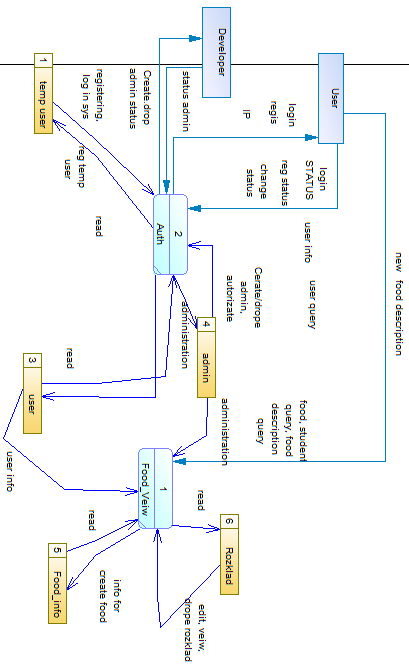 Developer
User
1
temp user
Create.drop
admin status
status admin
registering,
log in sys
reg temp
user
IP
login
regis
login
STATUS
reg status
change
status
new food description
user info
user query
read
2
Auth
Cerate/drope
admin,
autorizate
4
admin
administration
administration
3
user
read
user info
food, student
query, food
description
query
1
Food_Veiw
read
6
Rozklad
read
5
Food_info
info for
create food
edit, veiw,
drope rozklad